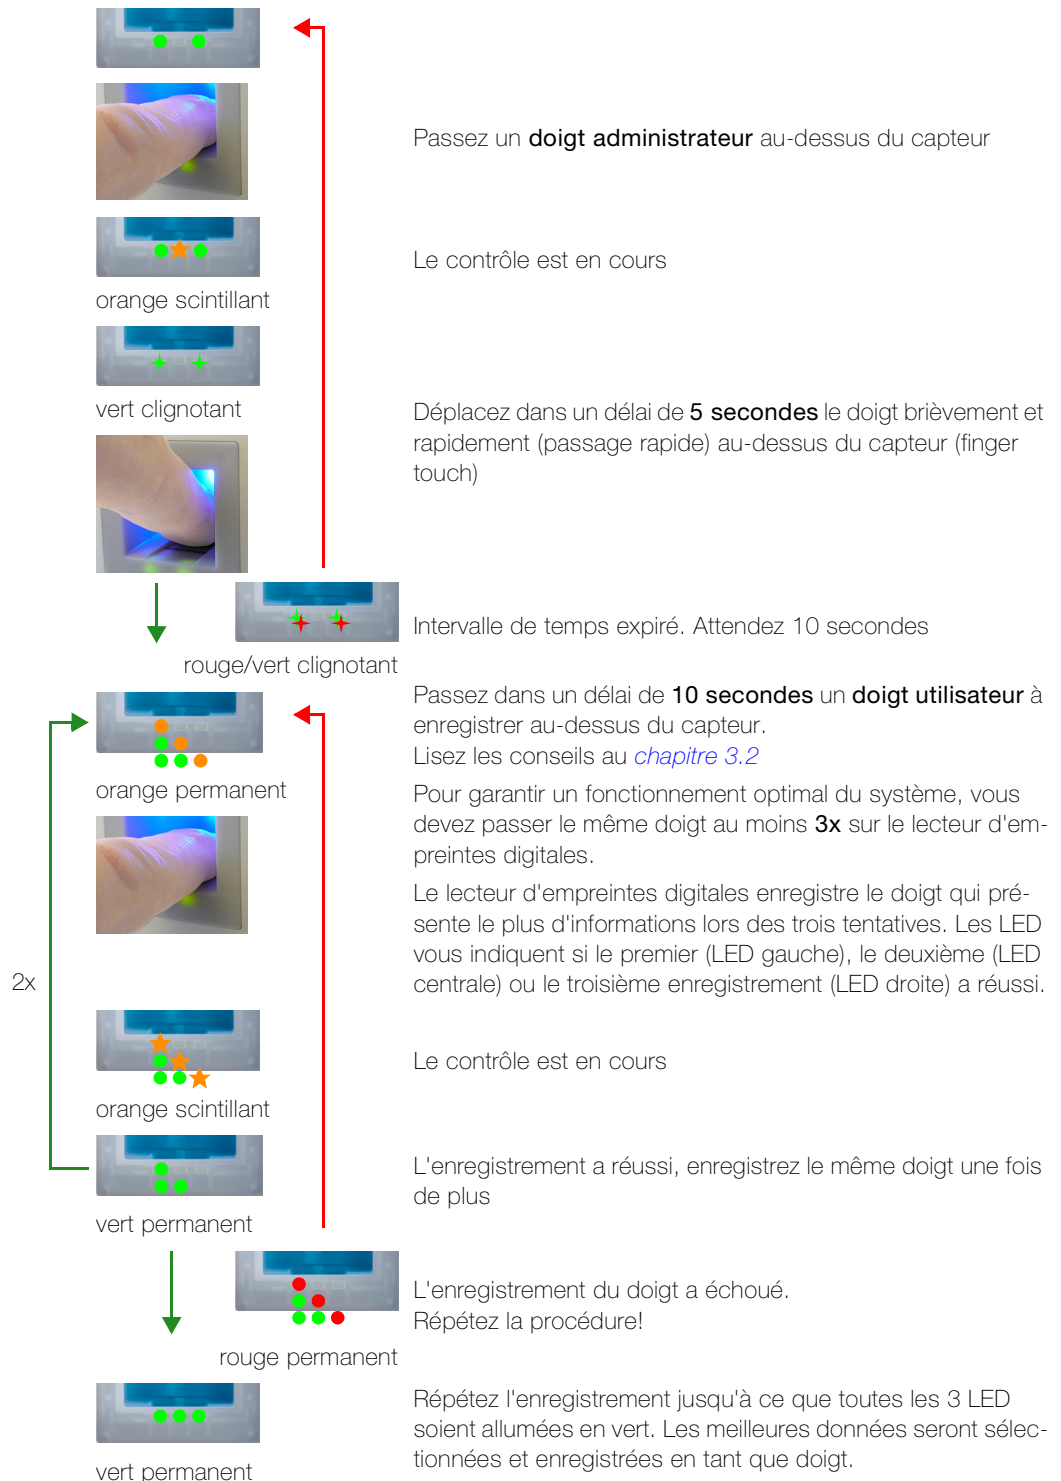 Passez un doigt administrateur au-dessus du capteur
Le contrôle est en cours
orange scintillant
vert clignotant
Déplacez dans un délai de 5 secondes le doigt brièvement et
rapidement (passage rapide) au-dessus du capteur (finger
touch)
Intervalle de temps expiré. Attendez 10 secondes
rouge/vert clignotant
Passez dans un délai de 10 secondes un doigt utilisateur à
enregistrer au-dessus du capteur.
Lisez les conseils au chapitre 3.2
orange permanent
Pour garantir un fonctionnement optimal du système, vous
devez passer le même doigt au moins 3x sur le lecteur d'em-
preintes digitales.
Le lecteur d'empreintes digitales enregistre le doigt qui pré-
sente le plus d'informations lors des trois tentatives. Les LED
vous indiquent si le premier (LED gauche), le deuxième (LED
centrale) ou le troisième enregistrement (LED droite) a réussi.
2x
Le contrôle est en cours
orange scintillant
L'enregistrement a réussi, enregistrez le même doigt une fois
de plus
vert permanent
L'enregistrement du doigt a échoué.
Répétez la procédure!
rouge permanent
Répétez l'enregistrement jusqu'à ce que toutes les 3 LED
soient allumées en vert. Les meilleures données seront sélec-
tionnées et enregistrées en tant que doigt.
vert permanent